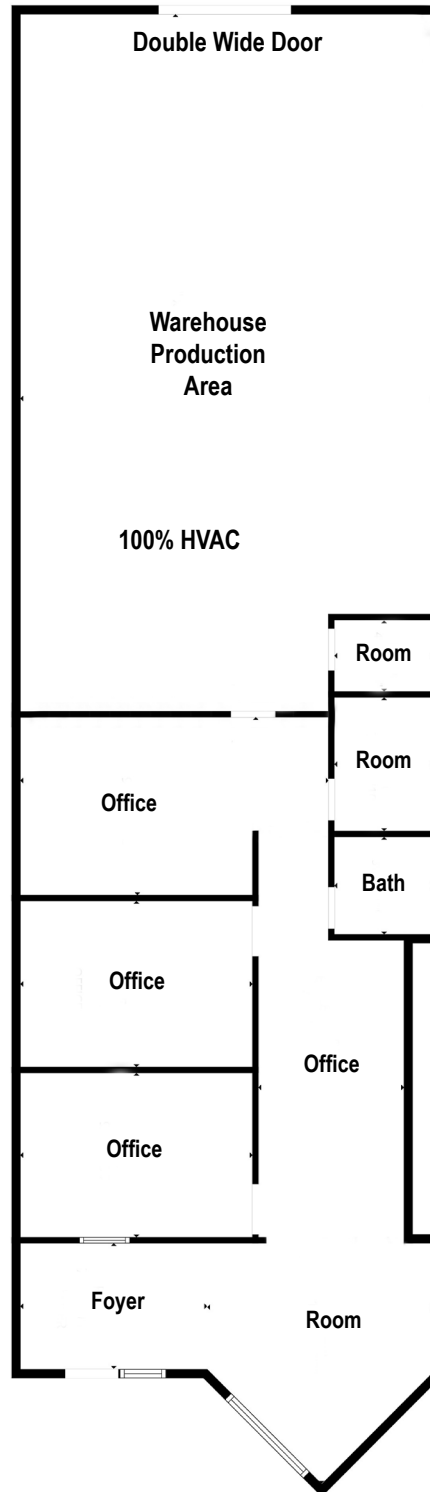 Double Wide Door
Warehouse
Production
Area
100% HVAC
Room
Room
Office
Bath
Office
Office
Office
Foyer
Room